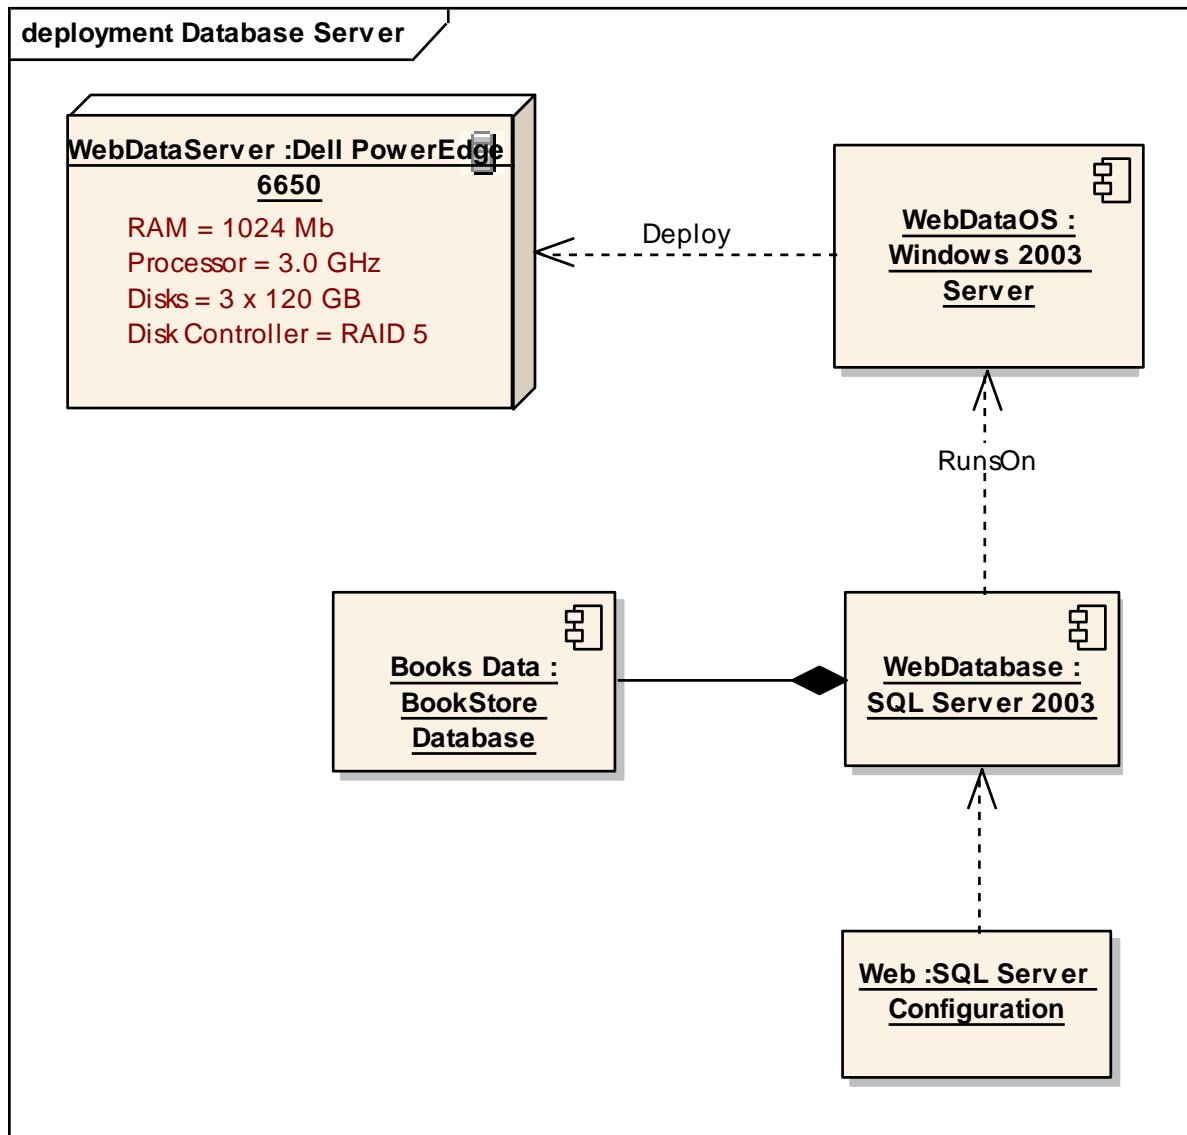 deployment Database Server
WebDataServer :Dell PowerEdge
6650
RAM = 1024 Mb
Processor = 3.0 GHz
Disks = 3 x 120 GB
Disk Controller = RAID 5
Deploy
WebDataOS :
Windows 2003
Server
RunsOn
Books Data :
BookStore
Database
WebDatabase :
SQL Server 2003
Web :SQL Server
Configuration